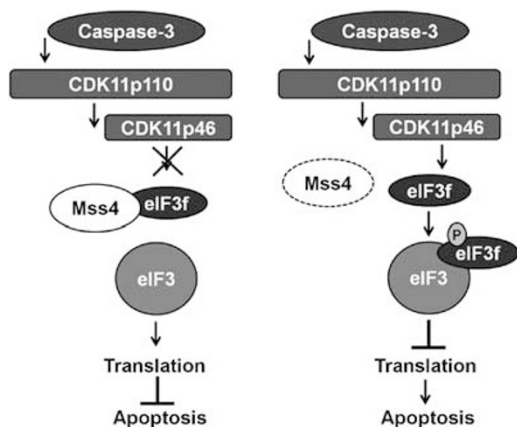 Caspase-3
CDK11p110
CDK11p46
Mss4
eIF3f
eIF3
Translation
Apoptosis
Caspase-3
CDK11p110
CDK11p46
Mss4
eIF3f
P
eIF3f
eIF3
Translation
Apoptosis